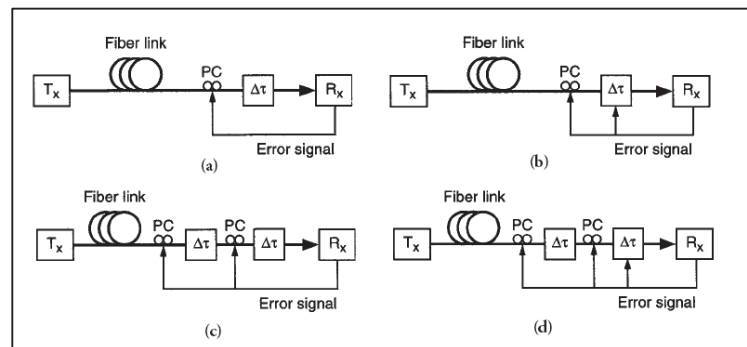 Fiber link
PC
Tx
Δτ
Rx
Error signal
(a)
Fiber link
PC
Tx
Δτ
Rx
Error signal
(b)
Fiber link
PC
PC
Tx
Δτ
Δτ
Rx
Error signal
(c)
Fiber link
PC
PC
Tx
Δτ
Δτ
Rx
Error signal
(d)